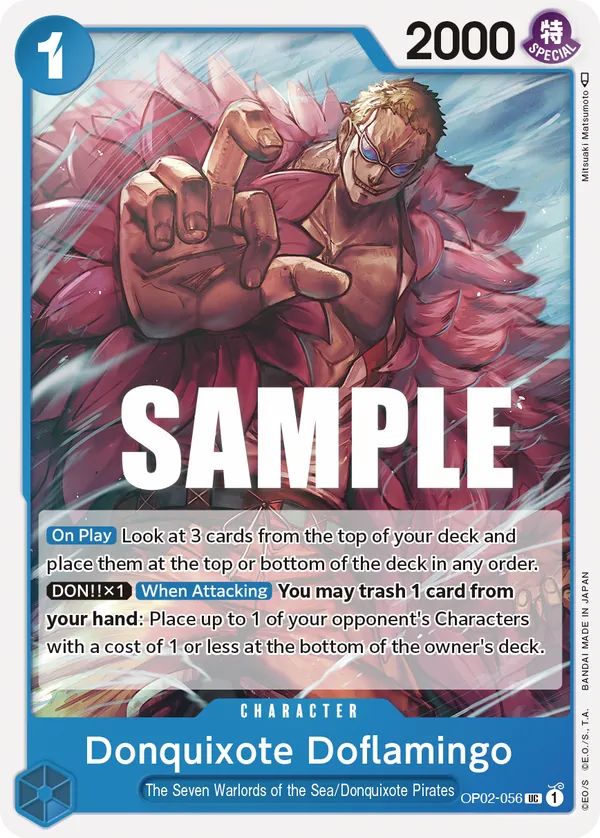 1
2000
特
SPECIAL
Mitsuaki Matsumoto
SAMPLE
On Play Look at 3 cards from the top of your deck and
place them at the top or bottom of the deck in any order.
DON!!×1 When Attacking You may trash 1 card from
your hand: Place up to 1 of your opponent's Characters
with a cost of 1 or less at the bottom of the owner's deck.
CHARACTER
Donquixote Doflamingo
The Seven Warlords of the Sea/Donquixote Pirates
OP02-056 UC 1
©EO/S ©E.O./S., T.A. BANDAI MADE IN JAPAN